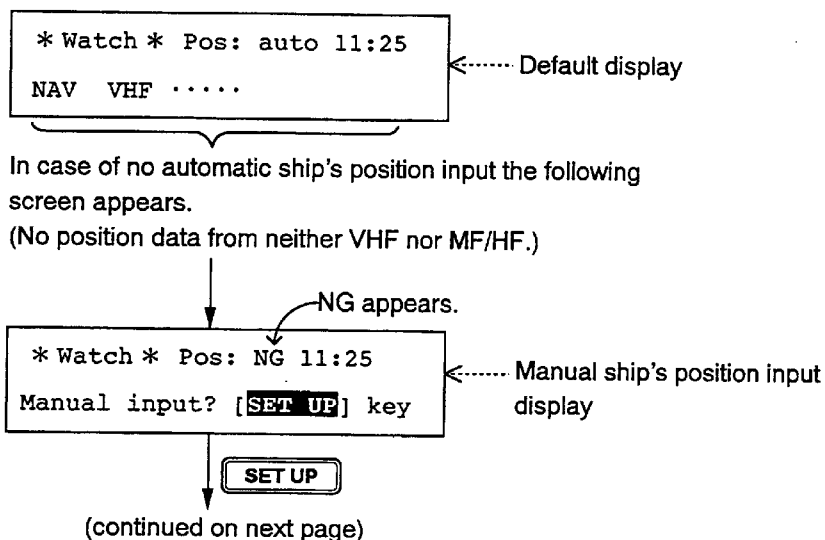 ＊Watch＊ Pos: auto 11:25
NAV VHF ·····
Default display
In case of no automatic ship's position input the following
screen appears.
(No position data from neither VHF nor MF/HF.)
NG appears.
＊Watch＊ Pos: NG 11:25
Manual input? [SET UP] key
Manual ship's position input
display
SET UP
(continued on next page)